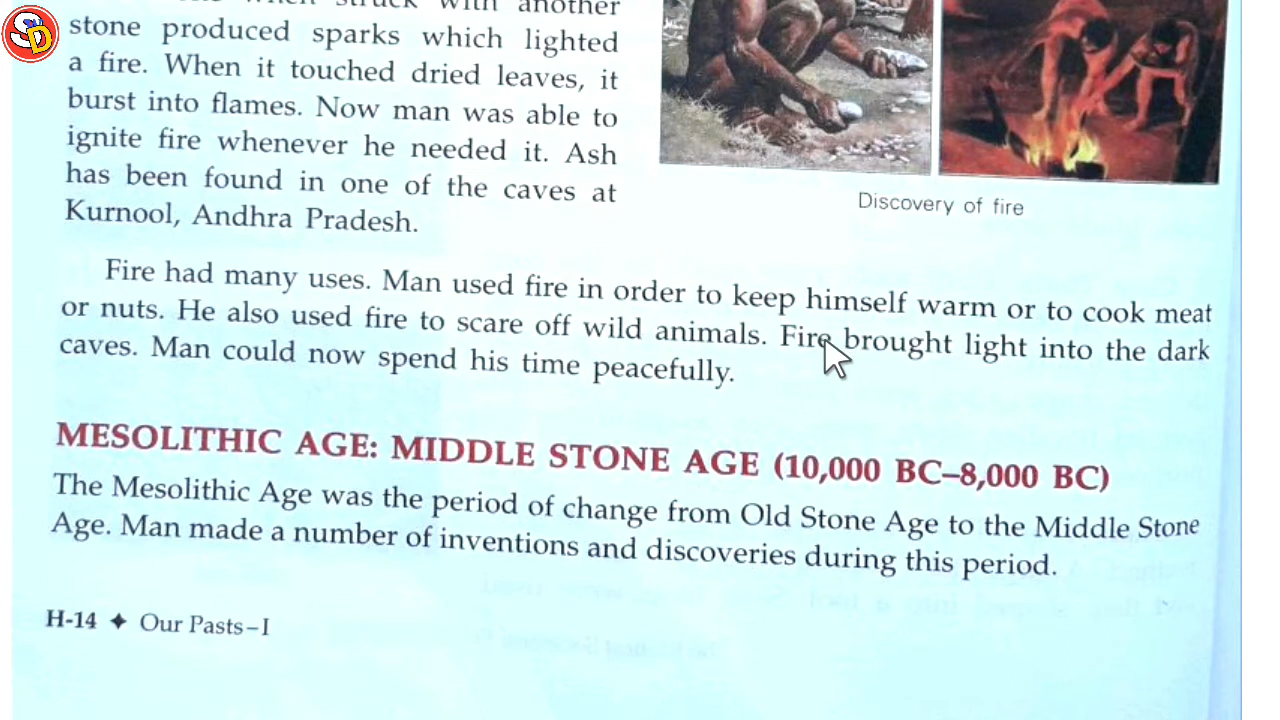 SD
struck with another
stone produced sparks which lighted
a fire. When it touched dried leaves, it
burst into flames. Now man was able to
ignite fire whenever he needed it. Ash
has been found in one of the caves at
Kurnool, Andhra Pradesh.
Discovery of fire
Fire had many uses. Man used fire in order to keep himself warm or to cook meat
or nuts. He also used fire to scare off wild animals. Fire brought light into the dark
caves. Man could now spend his time peacefully.
MESOLITHIC AGE: MIDDLE STONE AGE (10,000 BC–8,000 BC)
The Mesolithic Age was the period of change from Old Stone Age to the Middle Stone
Age. Man made a number of inventions and discoveries during this period.
H-14 ✦ Our Pasts–I